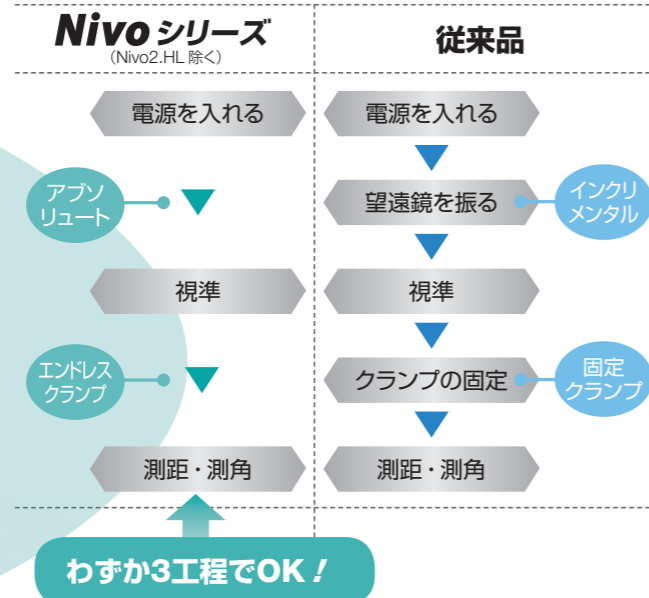 Nivo シリーズ
(Nivo2.HL 除く)
電源を入れる
アブソ
リュート
視準
エンドレス
クランプ
測距・測角
わずか3工程でOK！
従来品
電源を入れる
望遠鏡を振る
インクリ
メンタル
視準
クランプの固定
固定
クランプ
測距・測角